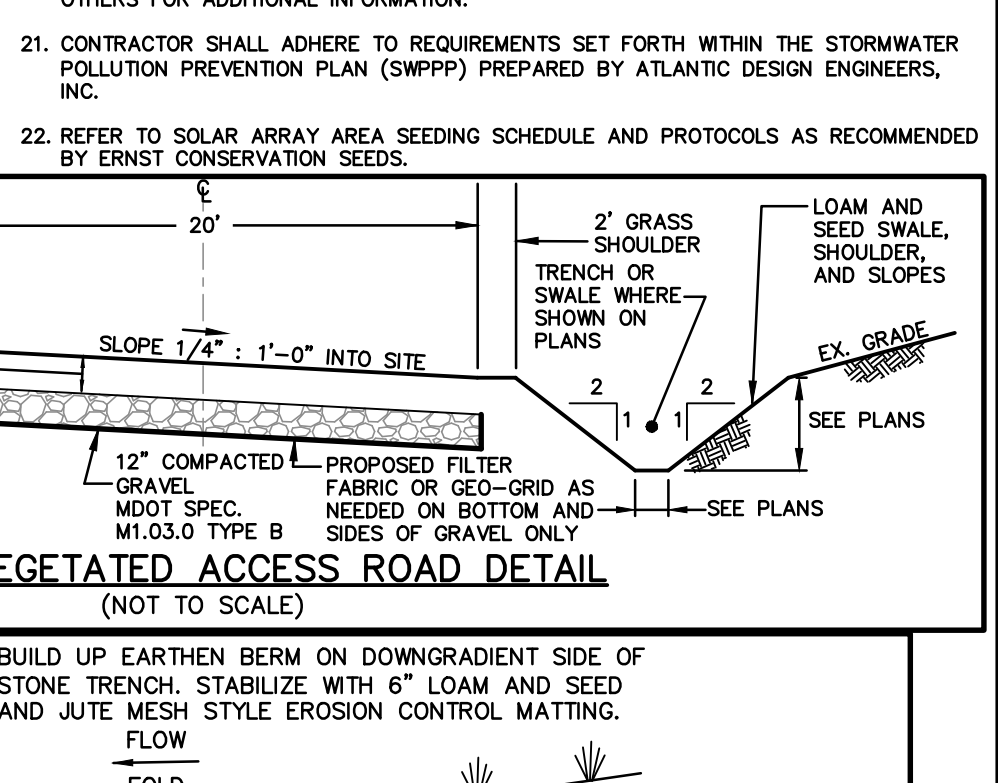 OTHERS FOR ADDITIONAL INFORMATION.
21. CONTRACTOR SHALL ADHERE TO REQUIREMENTS SET FORTH WITHIN THE STORMWATER
POLLUTION PREVENTION PLAN (SWPPP) PREPARED BY ATLANTIC DESIGN ENGINEERS,
INC.
22. REFER TO SOLAR ARRAY AREA SEEDING SCHEDULE AND PROTOCOLS AS RECOMMENDED
BY ERNST CONSERVATION SEEDS.
℄
20'
2' GRASS
SHOULDER
LOAM AND
SEED SWALE,
SHOULDER,
AND SLOPES
TRENCH OR
SWALE WHERE
SHOWN ON
PLANS
SLOPE 1/4" : 1'-0" INTO SITE
EX. GRADE
2
1
2
1
SEE PLANS
12" COMPACTED
GRAVEL
MDOT SPEC.
M1.03.0 TYPE B
PROPOSED FILTER
FABRIC OR GEO-GRID AS
NEEDED ON BOTTOM AND
SIDES OF GRAVEL ONLY
SEE PLANS
EGETATED ACCESS ROAD DETAIL
(NOT TO SCALE)
BUILD UP EARTHEN BERM ON DOWNGRADIENT SIDE OF
STONE TRENCH. STABILIZE WITH 6" LOAM AND SEED
AND JUTE MESH STYLE EROSION CONTROL MATTING.
FLOW
FOLD